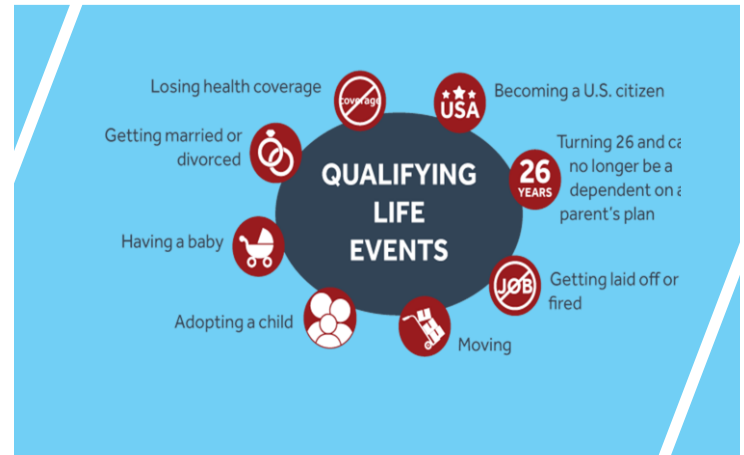 Losing health coverage
coverage
USA
Becoming a U.S. citizen
Getting married or
divorced
QUALIFYING
LIFE
EVENTS
26
YEARS
Turning 26 and ca
no longer be a
dependent on a
parent's plan
Having a baby
JOB
Getting laid off or
fired
Adopting a child
Moving